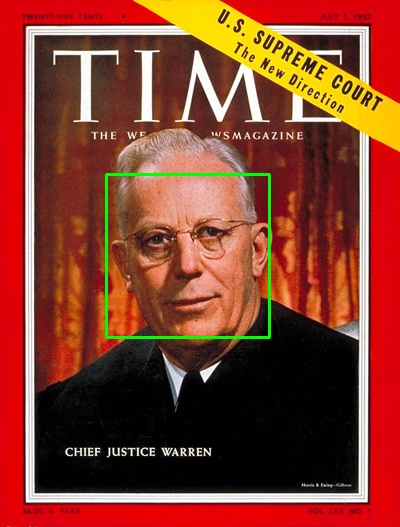 TWENTY-FIVE CENTS
JULY 1, 1957
U.S. SUPREME COURT
The New Direction
TIME
THE WE WSMAGAZINE
CHIEF JUSTICE WARREN
Harris & Ewing—Gilloon
$6.00 A YEAR
VOL. LXX NO. 1